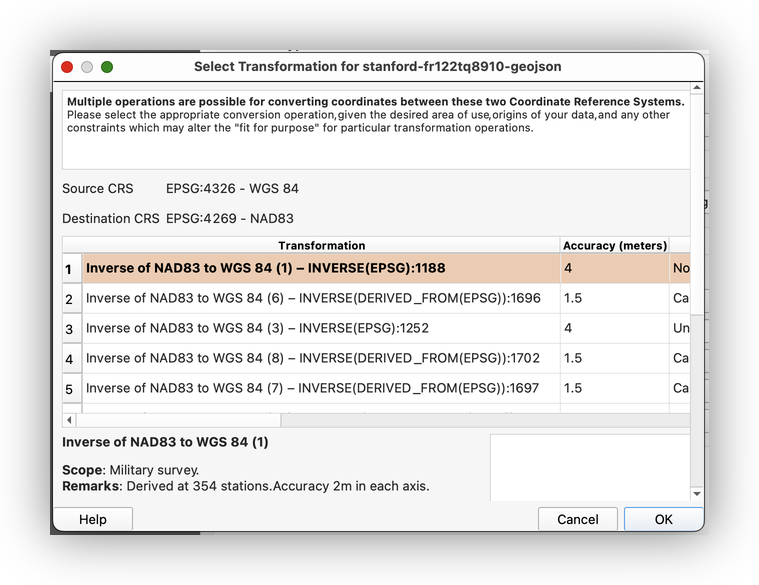 Select Transformation for stanford-fr122tq8910-geojson
Multiple operations are possible for converting coordinates between these two Coordinate Reference Systems.
Please select the appropriate conversion operation,given the desired area of use,origins of your data,and any other
constraints which may alter the "fit for purpose" for particular transformation operations.
Source CRS EPSG:4326 - WGS 84
Destination CRS EPSG:4269 - NAD83
Transformation Accuracy (meters)
1 Inverse of NAD83 to WGS 84 (1) – INVERSE(EPSG):1188 4 No
2 Inverse of NAD83 to WGS 84 (6) – INVERSE(DERIVED_FROM(EPSG)):1696 1.5 Ca
3 Inverse of NAD83 to WGS 84 (3) – INVERSE(EPSG):1252 4 Un
4 Inverse of NAD83 to WGS 84 (8) – INVERSE(DERIVED_FROM(EPSG)):1702 1.5 Ca
5 Inverse of NAD83 to WGS 84 (7) – INVERSE(DERIVED_FROM(EPSG)):1697 1.5 Ca
Inverse of NAD83 to WGS 84 (1)
Scope: Military survey.
Remarks: Derived at 354 stations.Accuracy 2m in each axis.
Help Cancel OK